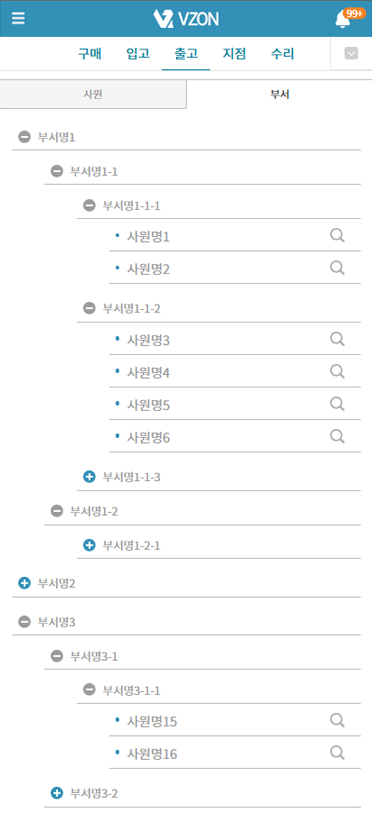 VZON
99+
구매 입고 출고 지점 수리
사원 부서
부서명1
부서명1-1
부서명1-1-1
사원명1
사원명2
부서명1-1-2
사원명3
사원명4
사원명5
사원명6
부서명1-1-3
부서명1-2
부서명1-2-1
부서명2
부서명3
부서명3-1
부서명3-1-1
사원명15
사원명16
부서명3-2